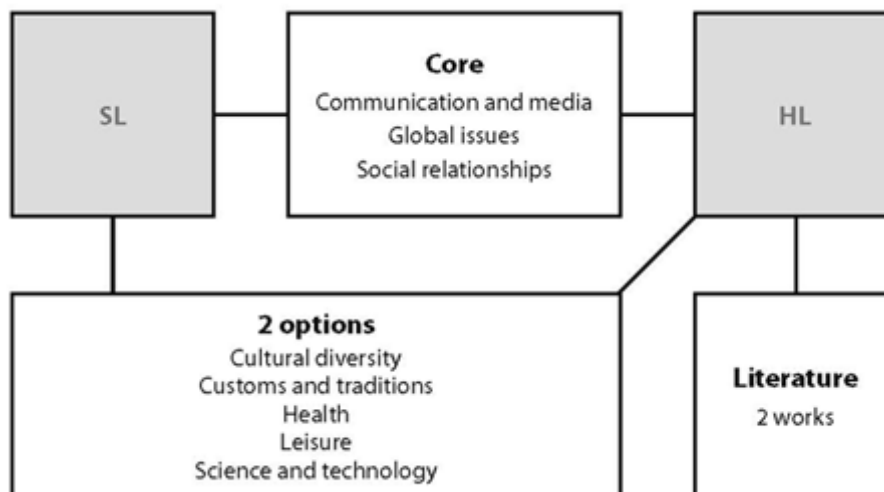 SL
Core
Communication and media
Global issues
Social relationships
HL
2 options
Cultural diversity
Customs and traditions
Health
Leisure
Science and technology
Literature
2 works